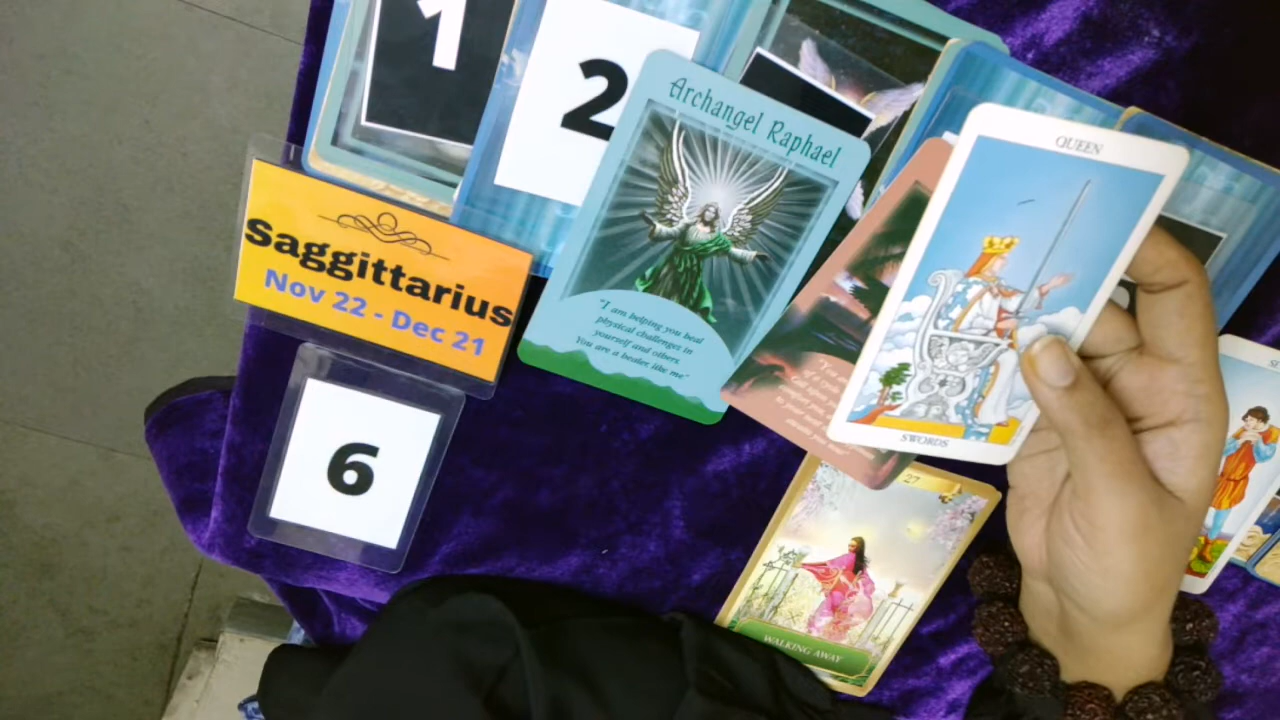 1
2
Archangel Raphael
"I am helping you heal
physical challenges in
yourself and others.
You are a healer, like me"
Saggittarius
Nov 22 - Dec 21
6
QUEEN
SWORDS
27
WALKING AWAY